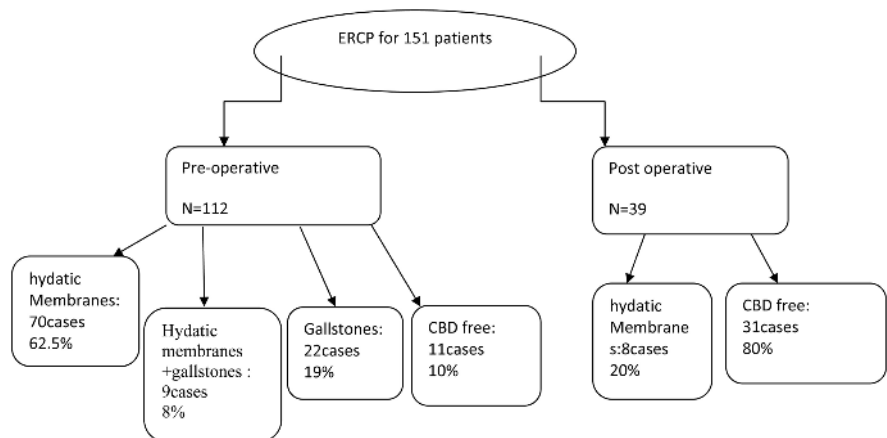 ERCP for 151 patients
Pre-operative
N=112
Post operative
N=39
hydatic
Membranes:
70cases
62.5%
Hydatic
membranes
+gallstones :
9cases
8%
Gallstones:
22cases
19%
CBD free:
11cases
10%
hydatic
Membrane
s:8cases
20%
CBD free:
31cases
80%